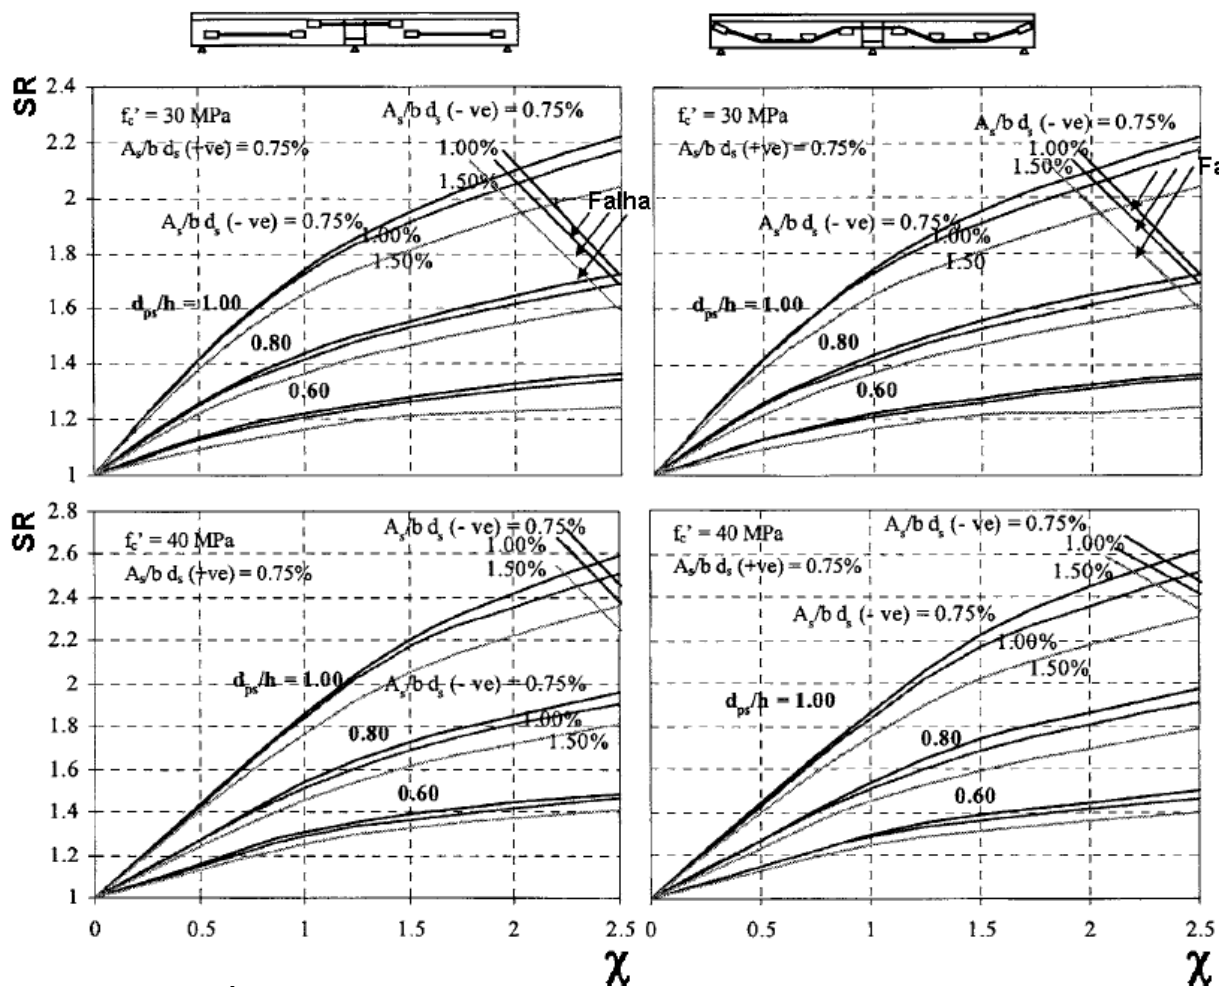 SR
2.4
2.2
2
1.8
1.6
1.4
1.2
1
f_c' = 30 MPa
A_s/b d_s (+ve) = 0.75%
A_s/b d_s (- ve) = 0.75%
1.00%
1.50%
Falha
A_s/b d_s (- ve) = 0.75%
1.00%
1.50%
d_ps/h = 1.00
0.80
0.60
f_c' = 30 MPa
A_s/b d_s (+ve) = 0.75%
A_s/b d_s (- ve) = 0.75%
1.00%
1.50%
Fa
A_s/b d_s (- ve) = 0.75%
1.00%
1.50
d_ps/h = 1.00
0.80
0.60
SR
2.8
2.6
2.4
2.2
2
1.8
1.6
1.4
1.2
1
f_c' = 40 MPa
A_s/b d_s (+ve) = 0.75%
A_s/b d_s (- ve) = 0.75%
1.00%
1.50%
d_ps/h = 1.00
A_s/b d_s (- ve) = 0.75%
1.00%
1.50%
0.80
0.60
0 0.5 1 1.5 2 2.5
χ
f_c' = 40 MPa
A_s/b d_s (+ve) = 0.75%
A_s/b d_s (- ve) = 0.75%
1.00%
1.50%
A_s/b d_s (- ve) = 0.75%
1.00%
1.50%
d_ps/h = 1.00
0.80
0.60
0 0.5 1 1.5 2 2.5
χ